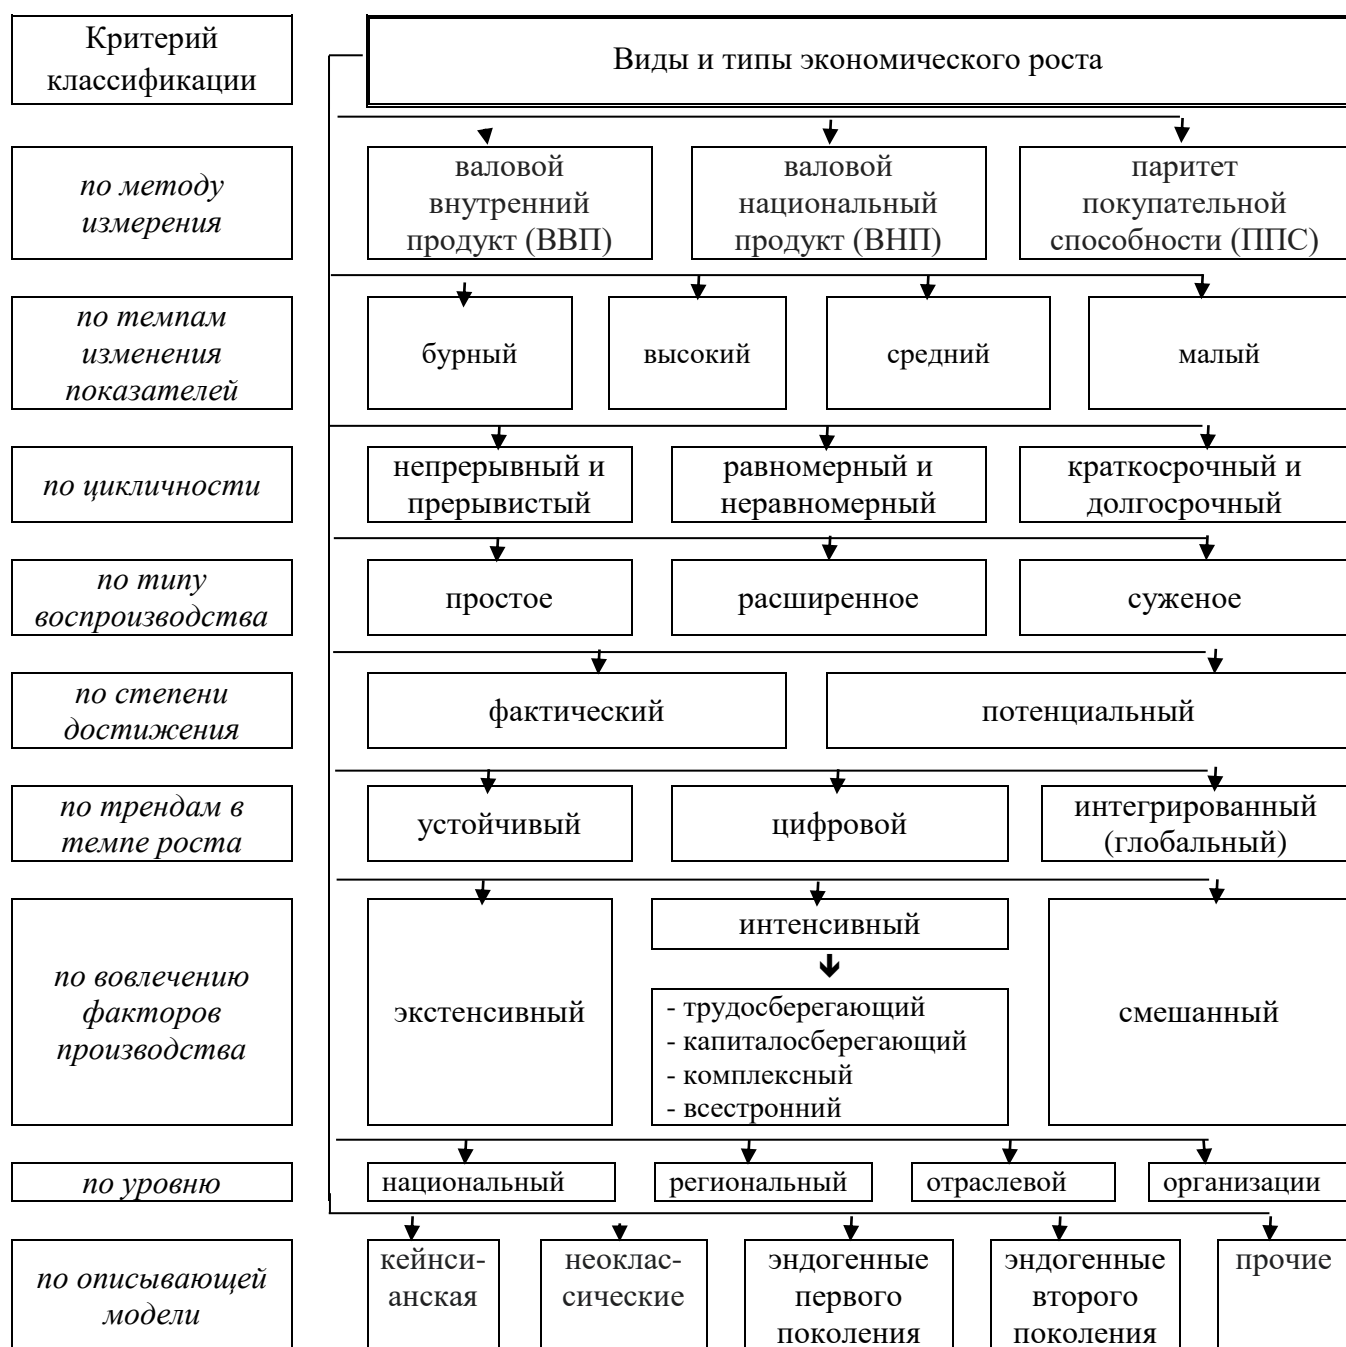 Критерий
классификации
Виды и типы экономического роста
по методу
измерения
валовой
внутренний
продукт (ВВП)
валовой
национальный
продукт (ВНП)
паритет
покупательной
способности (ППС)
по темпам
изменения
показателей
бурный
высокий
средний
малый
по цикличности
непрерывный и
прерывистый
равномерный и
неравномерный
краткосрочный и
долгосрочный
по типу
воспроизводства
простое
расширенное
суженое
по степени
достижения
фактический
потенциальный
по трендам в
темпе роста
устойчивый
цифровой
интегрированный
(глобальный)
по вовлечению
факторов
производства
экстенсивный
интенсивный
- трудосберегающий
- капиталосберегающий
- комплексный
- всестронний
смешанный
по уровню
национальный
региональный
отраслевой
организации
по описывающей
модели
кейнси-
анская
неоклас-
сические
эндогенные
первого
поколения
эндогенные
второго
поколения
прочие